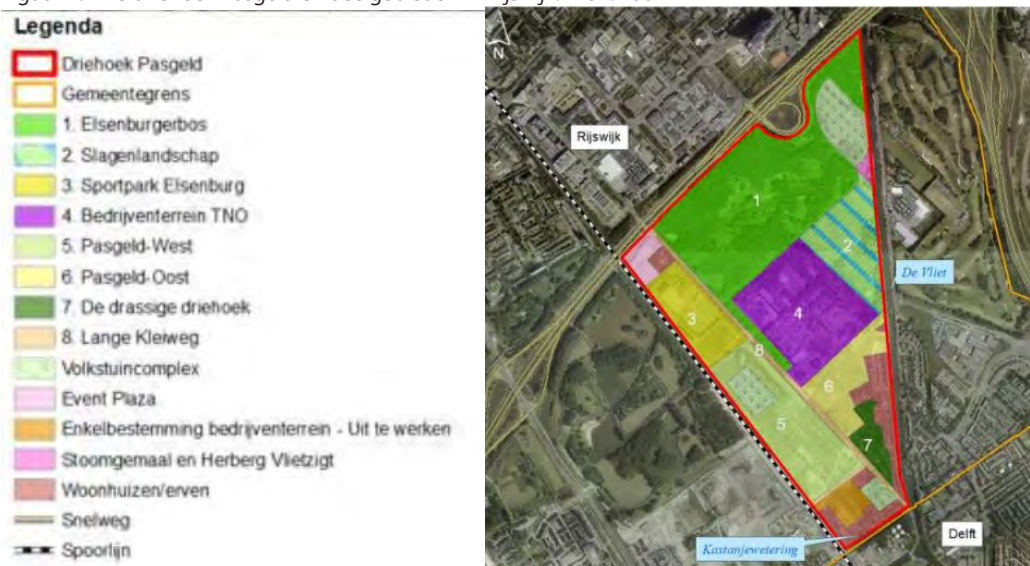 Legenda
Driehoek Pasgeld
Gemeentegrens
1. Elsenburgerbos
2. Slagenlandschap
3. Sportpark Elsenburg
4. Bedrijventerrein TNO
5. Pasgeld-West
6. Pasgeld-Oost
7. De drassige driehoek
8. Lange Kleiweg
Volkstuincomplex
Event Plaza
Enkelbestemming bedrijventerrein - Uit te werken
Stoomgemaal en Herberg Vlietzigt
Woonhuizen/erven
Snelweg
Spoorlijn
N
Rijswijk
1
2
De Vliet
3
4
8
6
5
7
Delft
Kastanjewetering